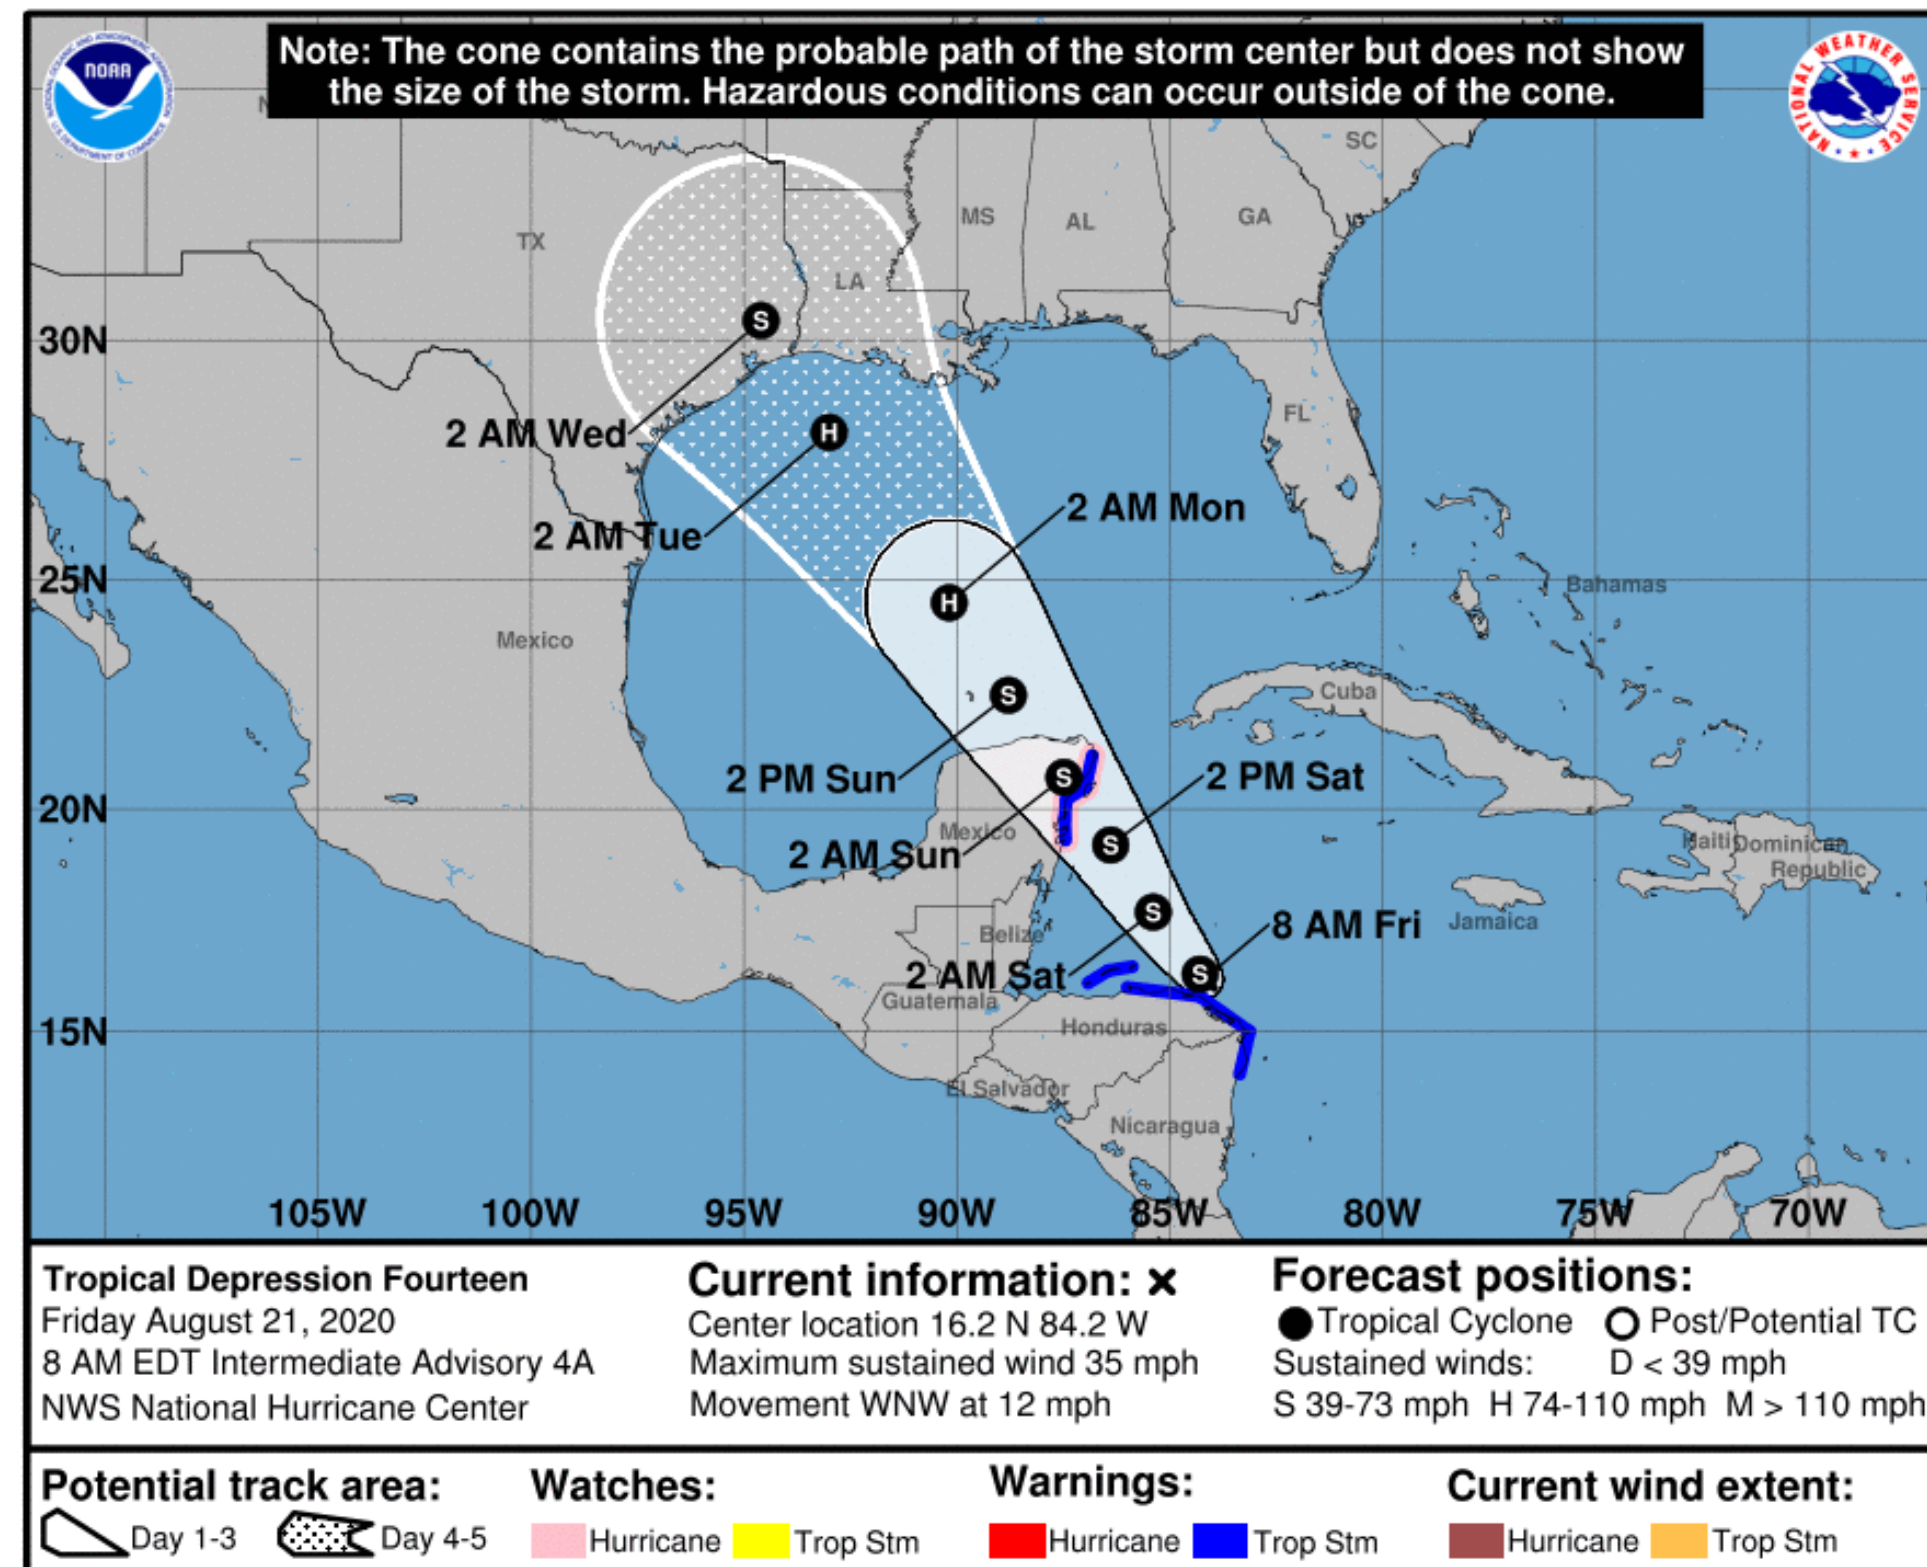 Note: The cone contains the probable path of the storm center but does not show
the size of the storm. Hazardous conditions can occur outside of the cone.
NOAA
NATIONAL WEATHER SERVICE
SC
MS
AL
GA
TX
LA
30N
S
2 AM Wed
H
FL
2 AM Mon
2 AM Tue
25N
Bahamas
H
Mexico
Cuba
S
2 PM Sun
S
2 PM Sat
20N
Mexico
S
2 AM Sun
Haiti
Dominican
Republic
S
8 AM Fri
Jamaica
Belize
2 AM Sat
S
Guatemala
15N
Honduras
El Salvador
Nicaragua
105W 100W 95W 90W 85W 80W 75W 70W
Tropical Depression Fourteen
Friday August 21, 2020
8 AM EDT Intermediate Advisory 4A
NWS National Hurricane Center
Current information: x
Center location 16.2 N 84.2 W
Maximum sustained wind 35 mph
Movement WNW at 12 mph
Forecast positions:
Tropical Cyclone Post/Potential TC
Sustained winds: D < 39 mph
S 39-73 mph H 74-110 mph M > 110 mph
Potential track area:
Day 1-3 Day 4-5
Watches:
Hurricane Trop Stm
Warnings:
Hurricane Trop Stm
Current wind extent:
Hurricane Trop Stm